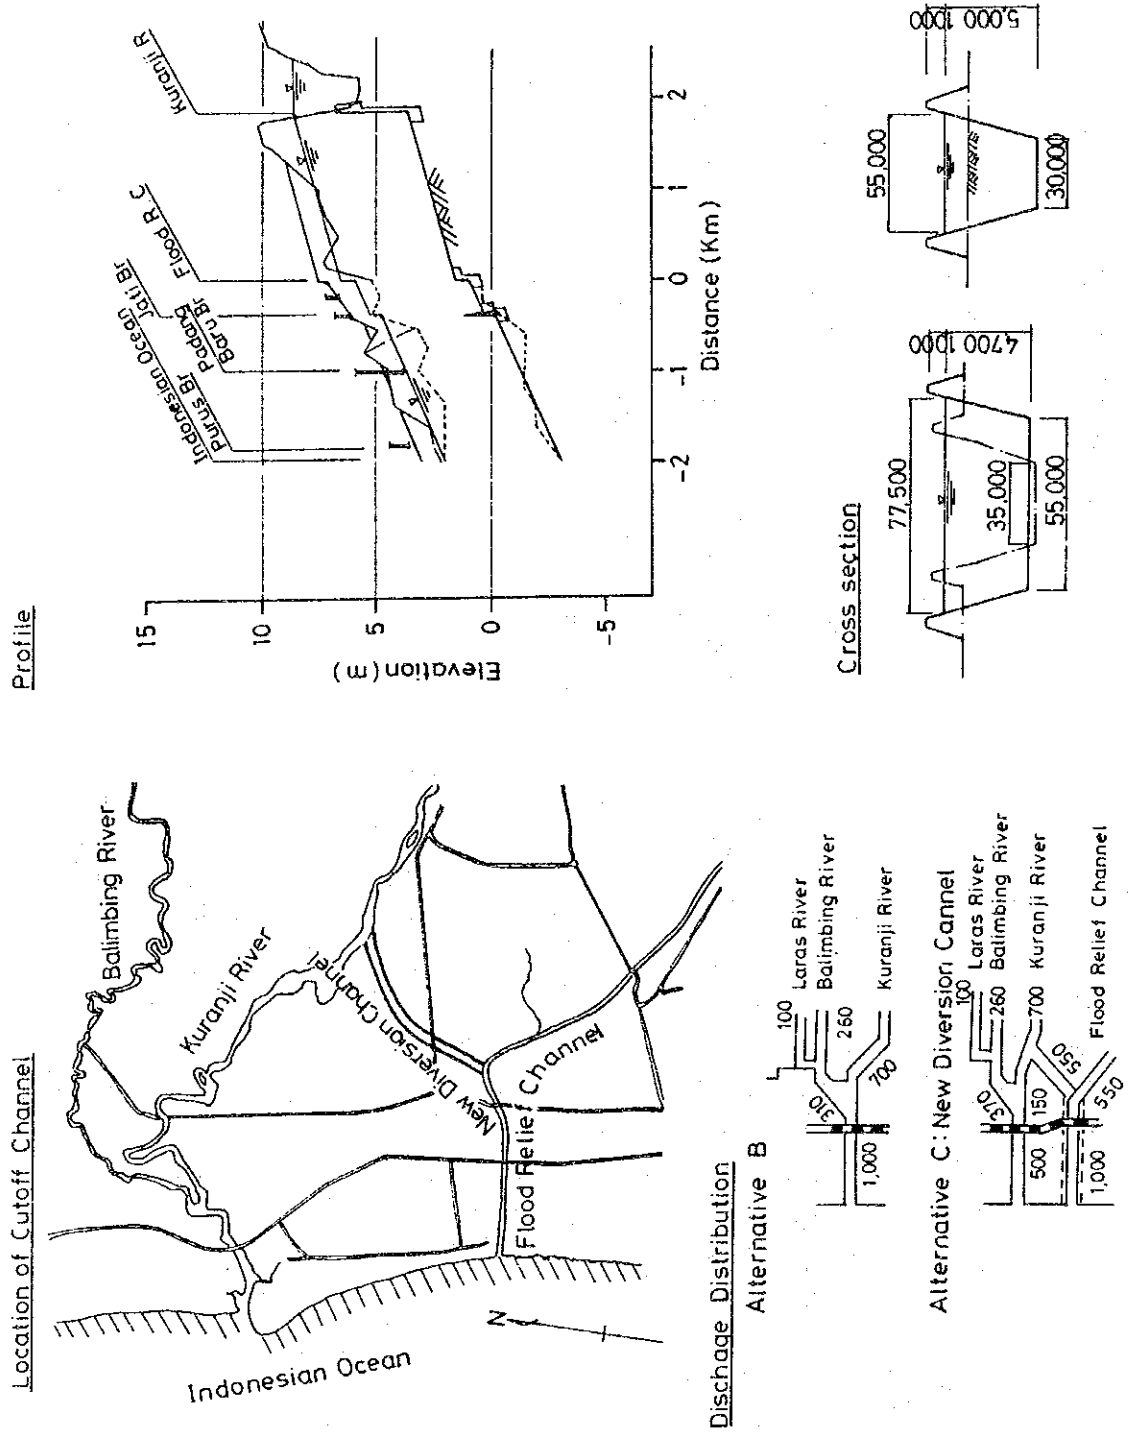 Location of Cutoff Channel
Balimbing River
Kuranji River
New Diversion Channel
Flood Relief Channel
Indonesian Ocean
N
Profile
Elevation (m)
15
10
5
0
-5
Indonesian Ocean
Purus Br
Padang
Baru Br
Jati Br
Flood R. C
Kuranji R
-2
-1
0
1
2
Distance (Km)
Dischage Distribution
Alternative B
100
Laras River
Balimbing River
260
Kuranji River
310
700
1,000
Alternative C: New Diversion Cannel
100
Laras River
260
Balimbing River
700
Kuranji River
370
150
550
500
Flood Relief Channel
550
1,000
Cross section
77,500
35,000
55,000
1000
4,700
55,000
30,000
1000
5,000